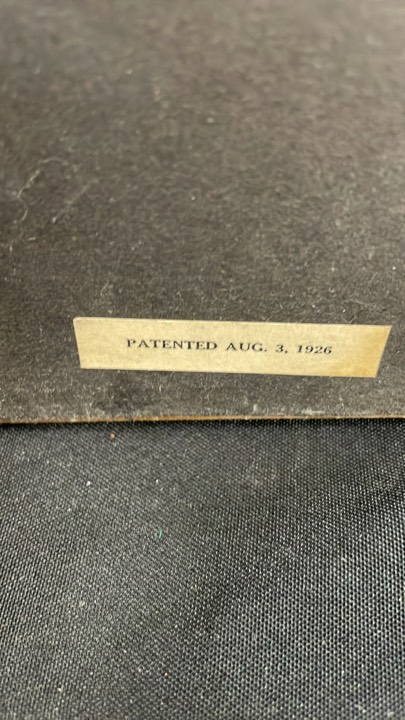 PATENTED AUG. 3, 1926